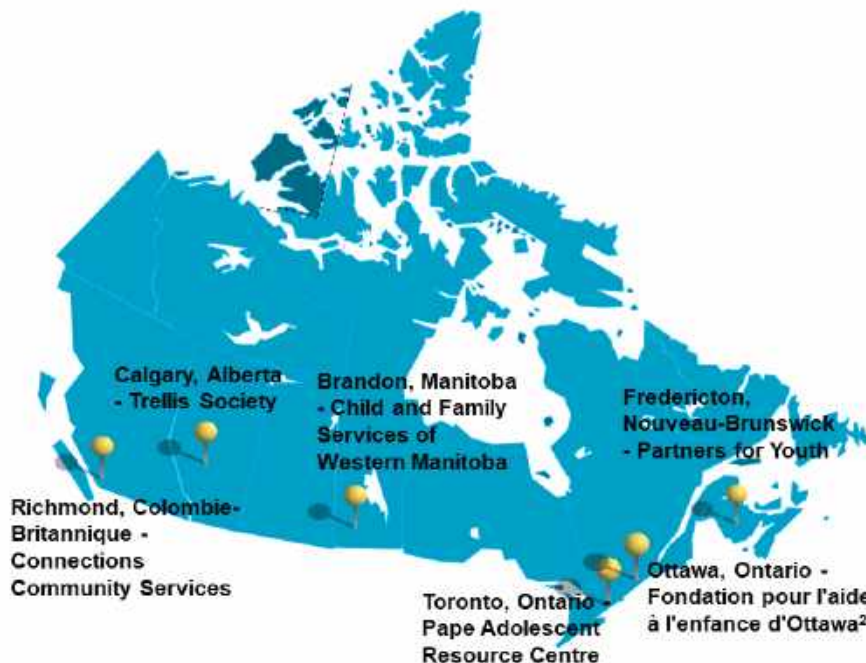 Calgary, Alberta
- Trellis Society
Brandon, Manitoba
- Child and Family
Services of
Western Manitoba
Fredericton,
Nouveau-Brunswick
- Partners for Youth
Richmond, Colombie-
Britannique -
Connections
Community Services
Toronto, Ontario -
Pape Adolescent
Resource Centre
Ottawa, Ontario -
Fondation pour l'aide
à l'enfance d'Ottawa²